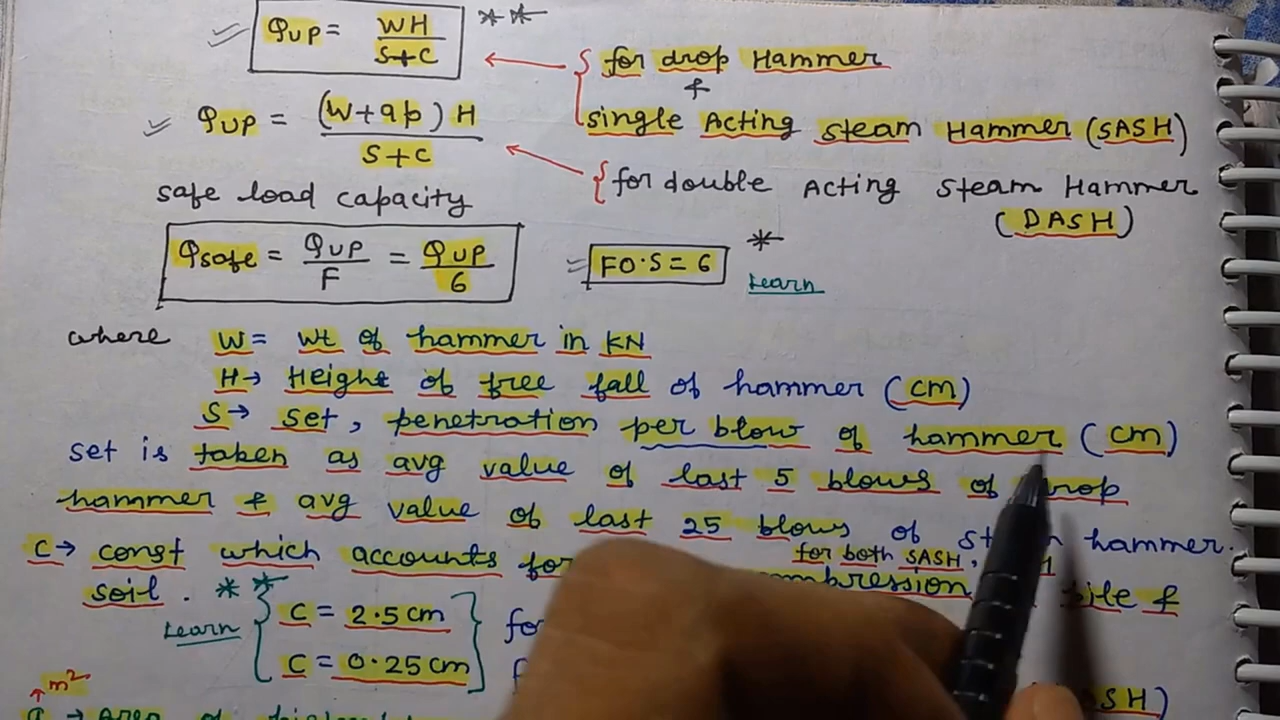 QUP = WH / S+C **
{ for drop Hammer
&
single Acting steam Hammer (SASH)
QUP = (W+ap) H / S+C
{ for double Acting steam Hammer
(DASH)
safe load capacity
Qsafe = QUP / F = QUP / 6
FO.S = 6 *
Learn
where W = wt of hammer in KN
H→ Height of free fall of hammer (cm)
S→ set, penetration per blow of hammer (cm)
set is taken as avg value of last 5 blows of
hammer & avg value of last 25 blows of hammer.
for both SASH,
C→ const which accounts for
pile &
soil. **
Learn { C = 2.5 cm }
C = 0.25 cm
m²